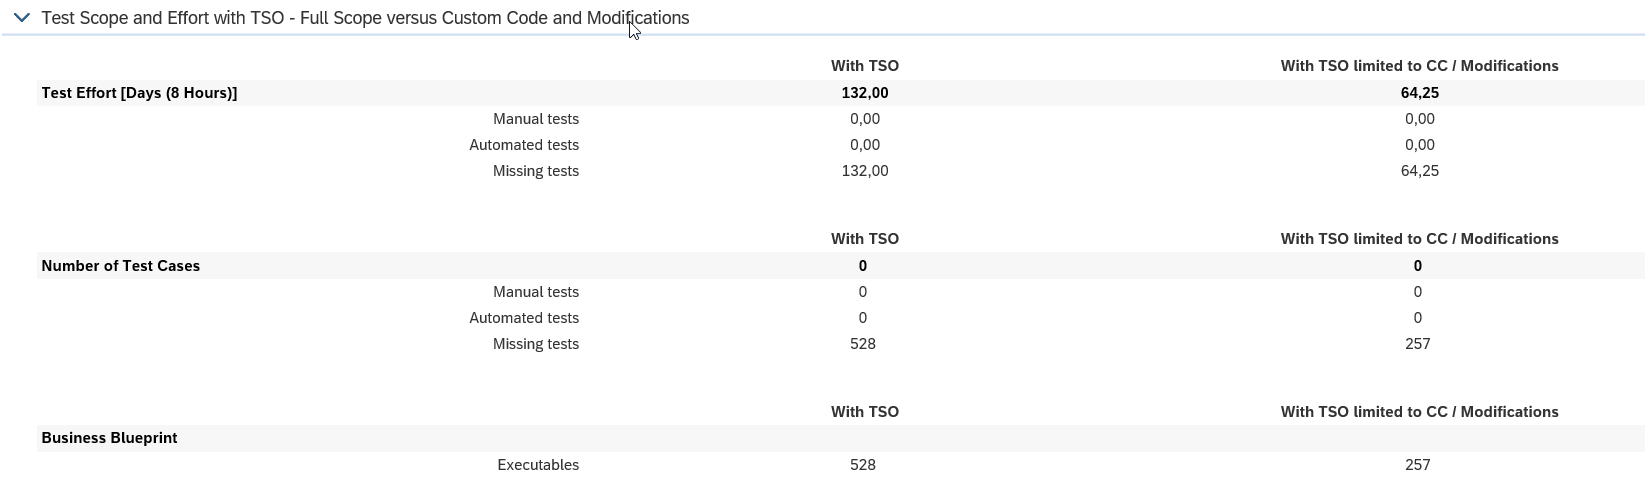 Test Scope and Effort with TSO - Full Scope versus Custom Code and Modifications
With TSO With TSO limited to CC / Modifications
Test Effort [Days (8 Hours)] 132,00 64,25
Manual tests 0,00 0,00
Automated tests 0,00 0,00
Missing tests 132,00 64,25
With TSO With TSO limited to CC / Modifications
Number of Test Cases 0 0
Manual tests 0 0
Automated tests 0 0
Missing tests 528 257
With TSO With TSO limited to CC / Modifications
Business Blueprint
Executables 528 257